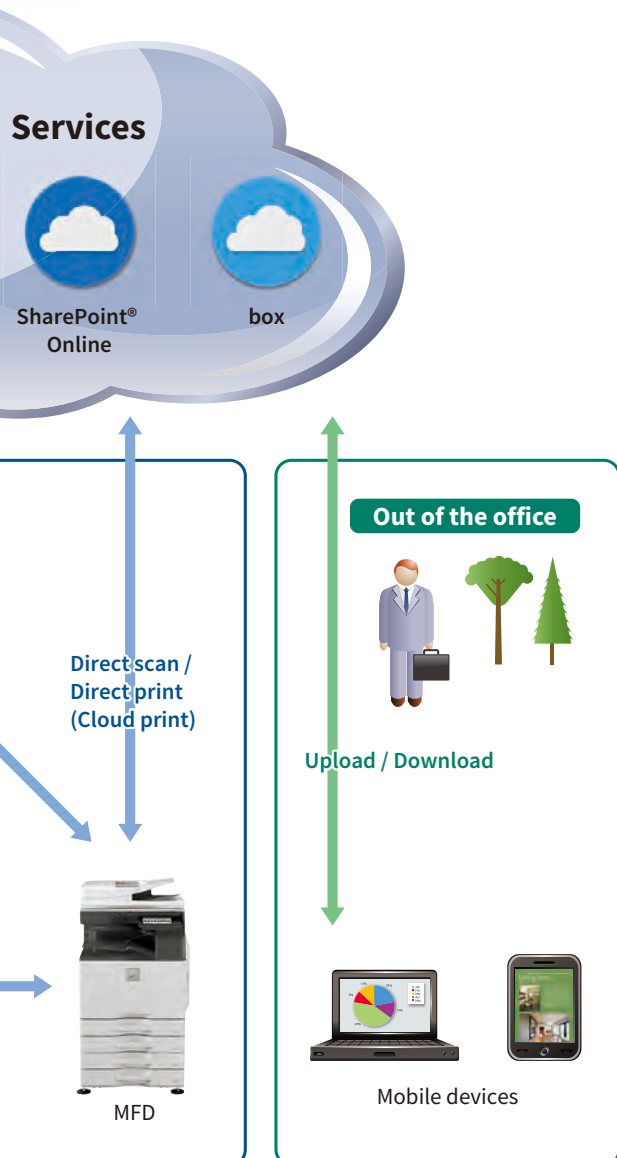 Services
SharePoint®
Online
box
Out of the office
Direct scan /
Direct print
(Cloud print)
Upload / Download
MFD
Mobile devices